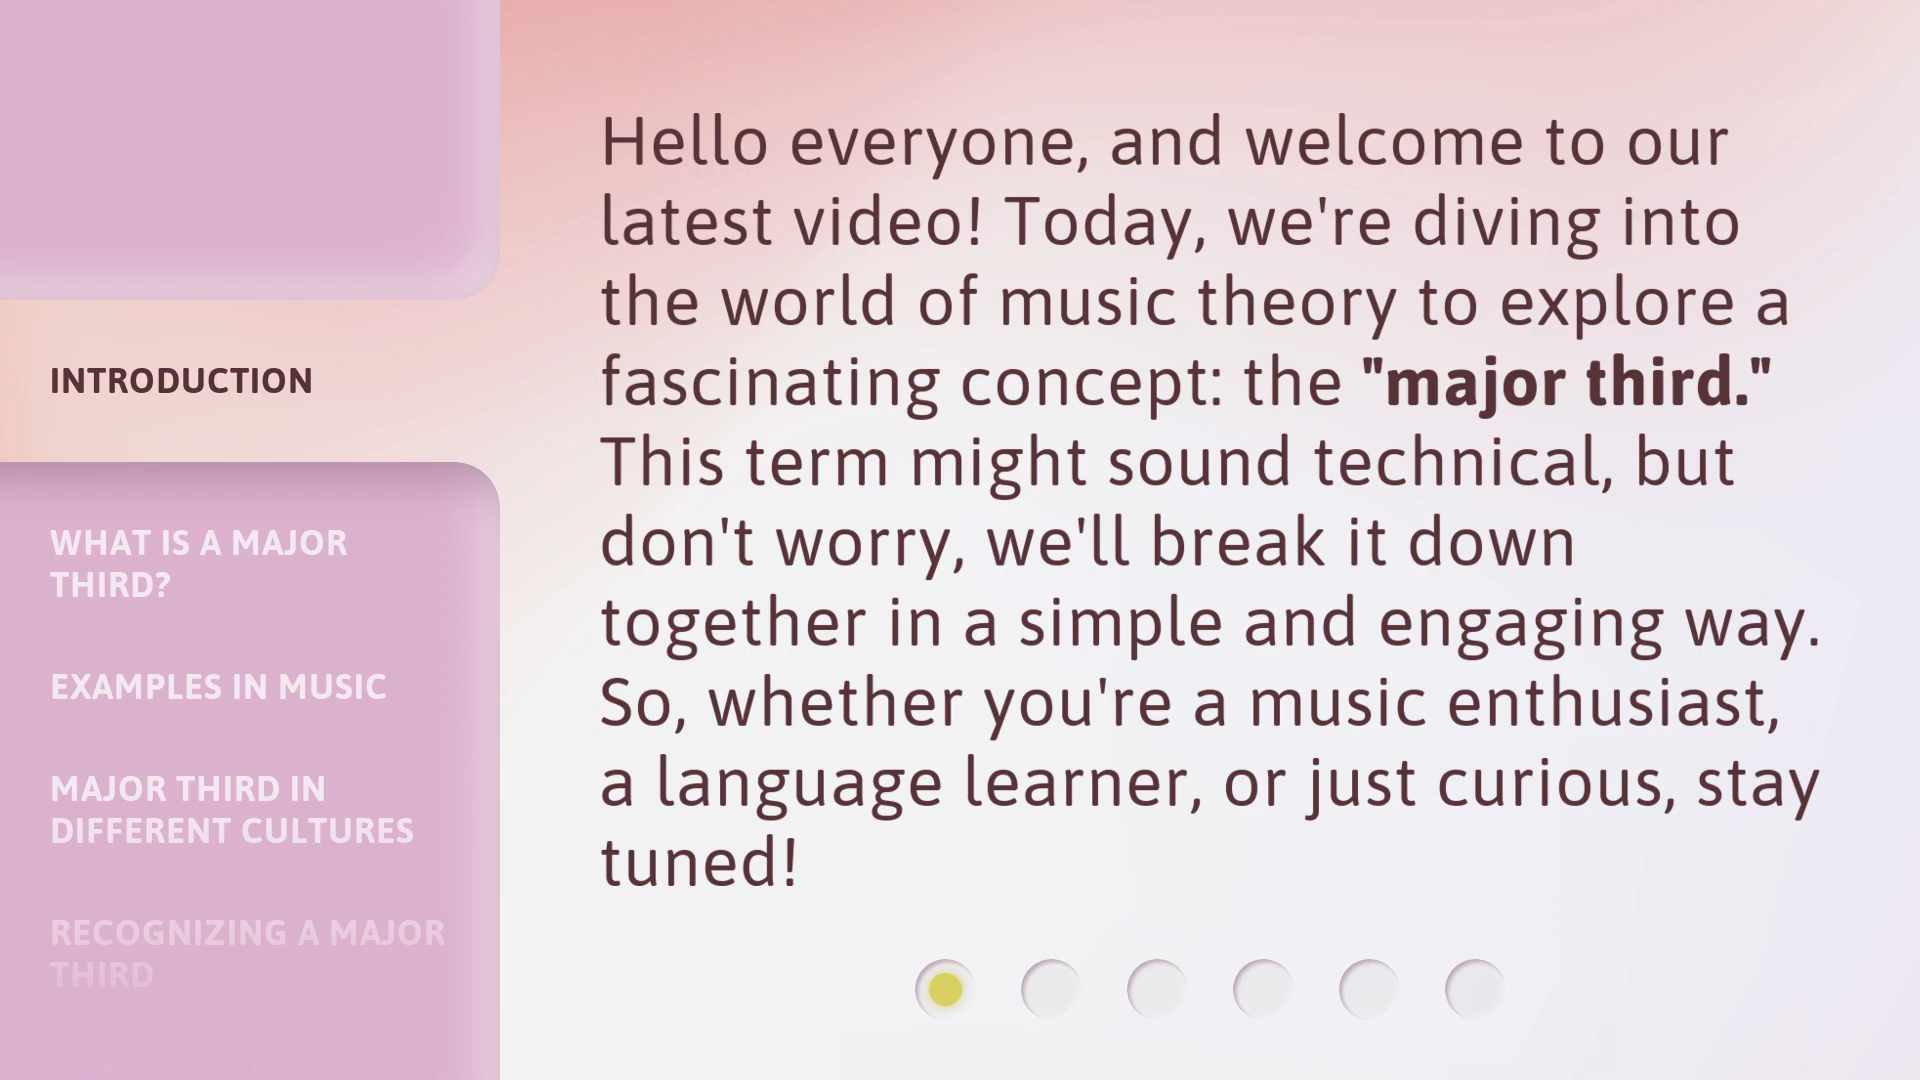 INTRODUCTION
WHAT IS A MAJOR
THIRD?
EXAMPLES IN MUSIC
MAJOR THIRD IN
DIFFERENT CULTURES
RECOGNIZING A MAJOR
THIRD
Hello everyone, and welcome to our
latest video! Today, we're diving into
the world of music theory to explore a
fascinating concept: the "major third."
This term might sound technical, but
don't worry, we'll break it down
together in a simple and engaging way.
So, whether you're a music enthusiast,
a language learner, or just curious, stay
tuned!